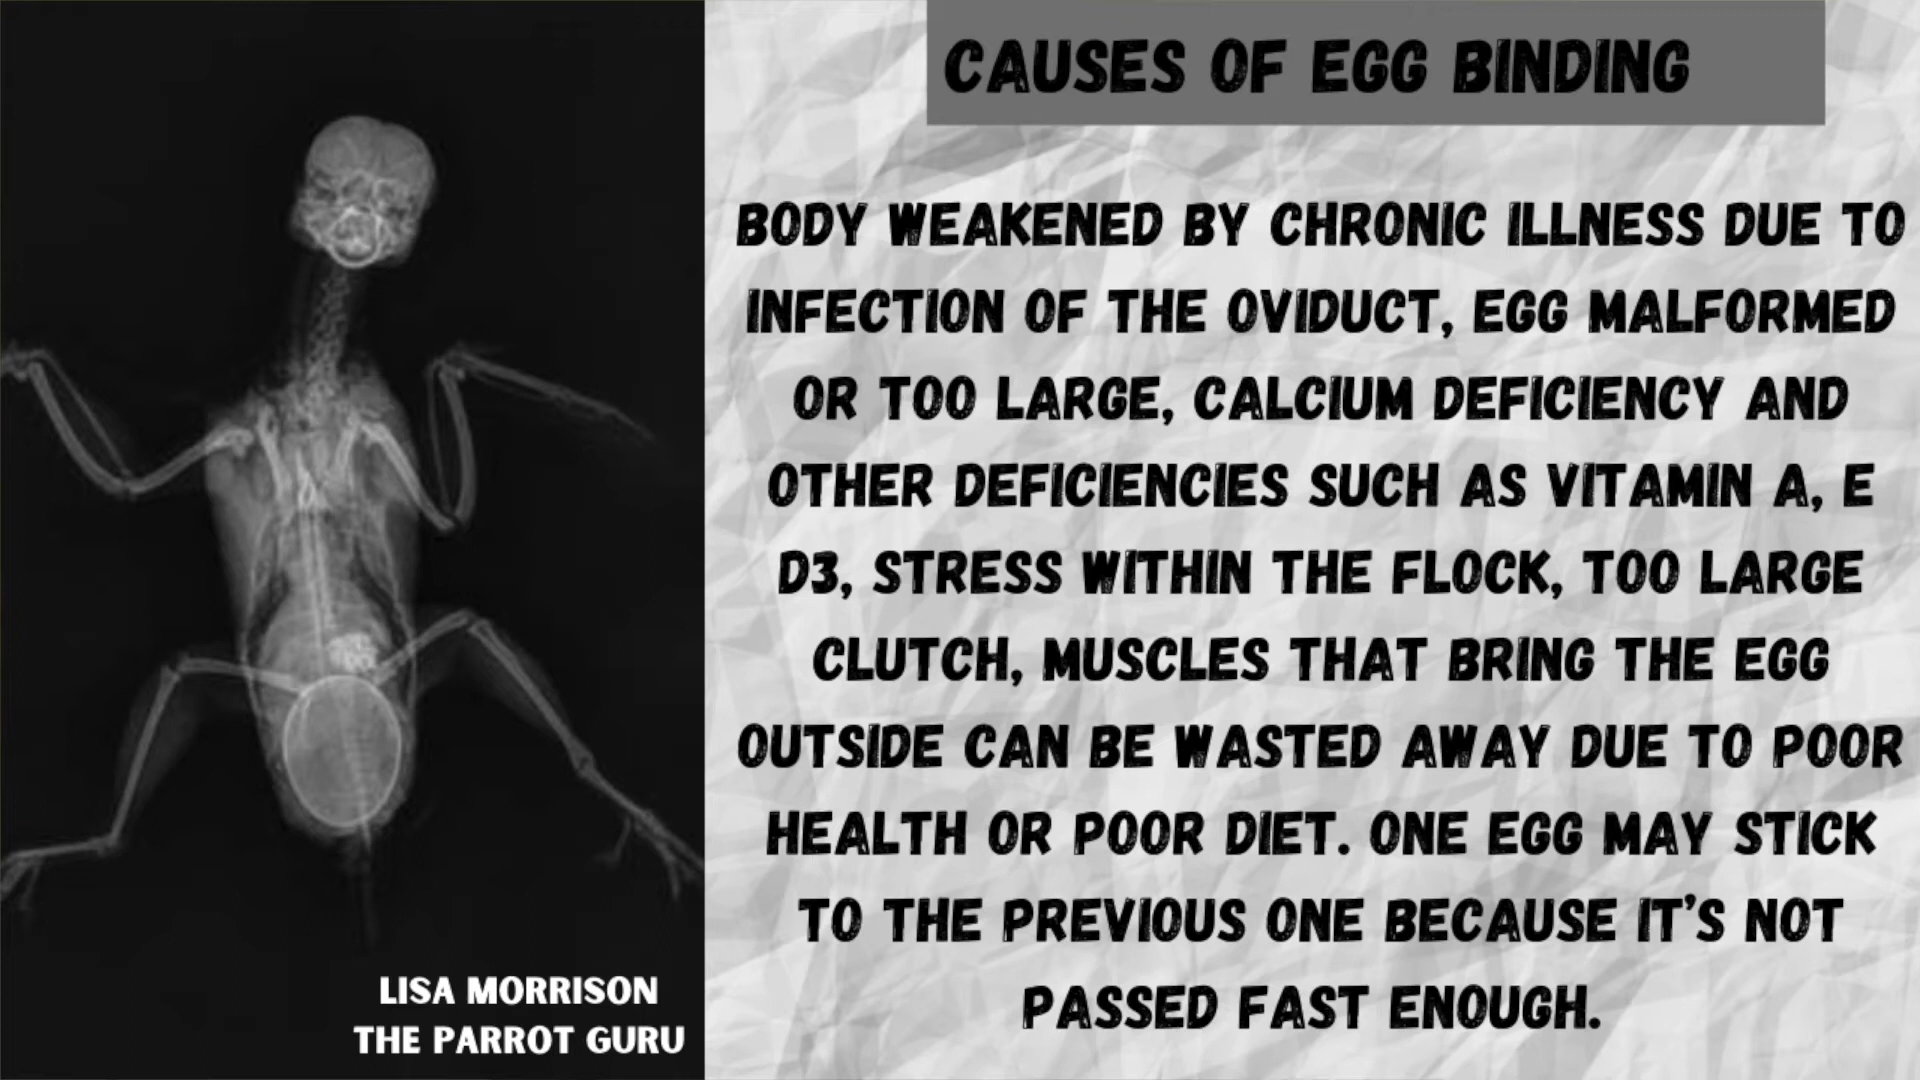 CAUSES OF EGG BINDING
BODY WEAKENED BY CHRONIC ILLNESS DUE TO
INFECTION OF THE OVIDUCT, EGG MALFORMED
OR TOO LARGE, CALCIUM DEFICIENCY AND
OTHER DEFICIENCIES SUCH AS VITAMIN A, E
D3, STRESS WITHIN THE FLOCK, TOO LARGE
CLUTCH, MUSCLES THAT BRING THE EGG
OUTSIDE CAN BE WASTED AWAY DUE TO POOR
HEALTH OR POOR DIET. ONE EGG MAY STICK
TO THE PREVIOUS ONE BECAUSE IT'S NOT
PASSED FAST ENOUGH.
LISA MORRISON
THE PARROT GURU